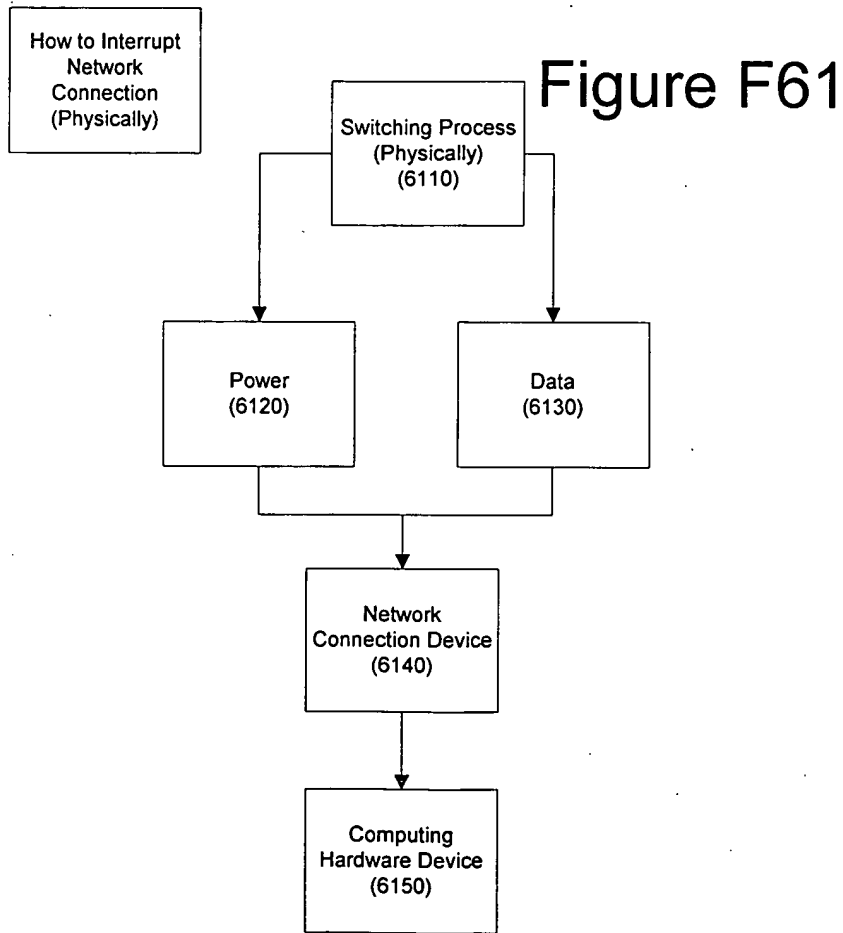 How to Interrupt
Network
Connection
(Physically)
Figure F61
Switching Process
(Physically)
(6110)
Power
(6120)
Data
(6130)
Network
Connection Device
(6140)
Computing
Hardware Device
(6150)